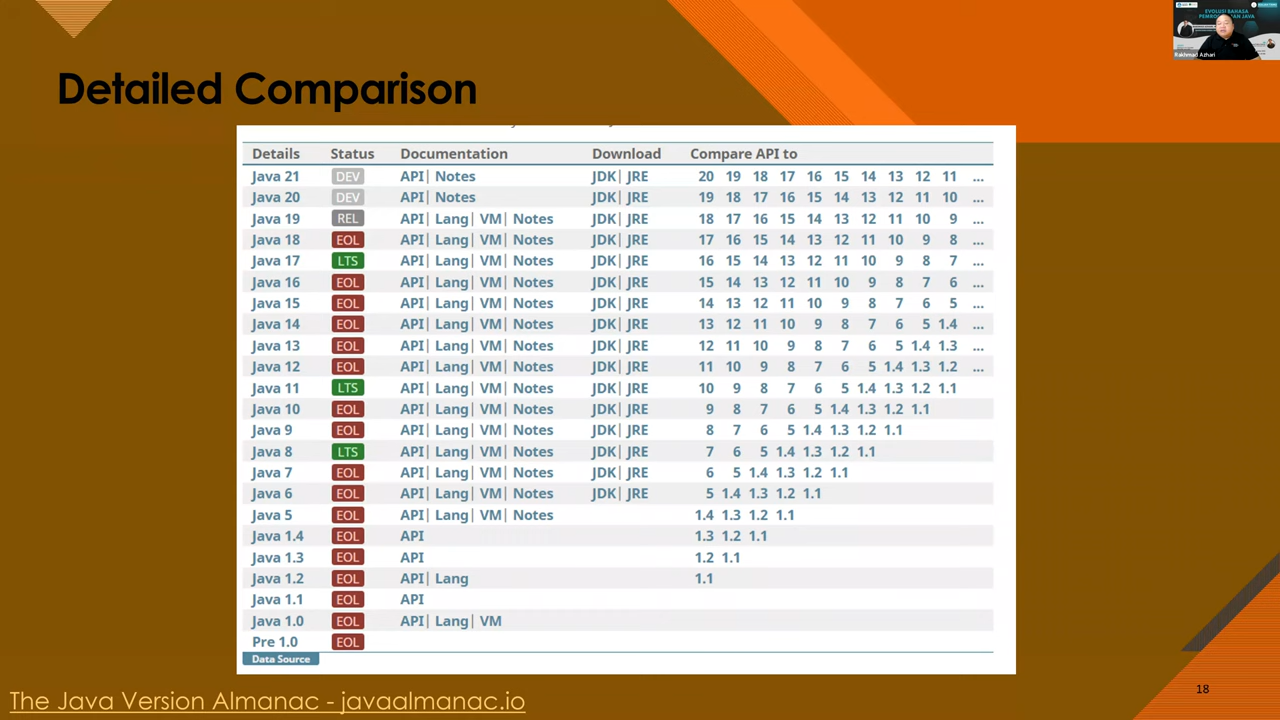 EVOLUSI BAHASA
PEMROGRAMAN JAVA
Rakhmad Azhari
Detailed Comparison
Details Status Documentation Download Compare API to
Java 21 DEV API| Notes JDK| JRE 20 19 18 17 16 15 14 13 12 11 ...
Java 20 DEV API| Notes JDK| JRE 19 18 17 16 15 14 13 12 11 10 ...
Java 19 REL API| Lang| VM| Notes JDK| JRE 18 17 16 15 14 13 12 11 10 9 ...
Java 18 EOL API| Lang| VM| Notes JDK| JRE 17 16 15 14 13 12 11 10 9 8 ...
Java 17 LTS API| Lang| VM| Notes JDK| JRE 16 15 14 13 12 11 10 9 8 7 ...
Java 16 EOL API| Lang| VM| Notes JDK| JRE 15 14 13 12 11 10 9 8 7 6 ...
Java 15 EOL API| Lang| VM| Notes JDK| JRE 14 13 12 11 10 9 8 7 6 5 ...
Java 14 EOL API| Lang| VM| Notes JDK| JRE 13 12 11 10 9 8 7 6 5 1.4 ...
Java 13 EOL API| Lang| VM| Notes JDK| JRE 12 11 10 9 8 7 6 5 1.4 1.3 ...
Java 12 EOL API| Lang| VM| Notes JDK| JRE 11 10 9 8 7 6 5 1.4 1.3 1.2 ...
Java 11 LTS API| Lang| VM| Notes JDK| JRE 10 9 8 7 6 5 1.4 1.3 1.2 1.1
Java 10 EOL API| Lang| VM| Notes JDK| JRE 9 8 7 6 5 1.4 1.3 1.2 1.1
Java 9 EOL API| Lang| VM| Notes JDK| JRE 8 7 6 5 1.4 1.3 1.2 1.1
Java 8 LTS API| Lang| VM| Notes JDK| JRE 7 6 5 1.4 1.3 1.2 1.1
Java 7 EOL API| Lang| VM| Notes JDK| JRE 6 5 1.4 1.3 1.2 1.1
Java 6 EOL API| Lang| VM| Notes JDK| JRE 5 1.4 1.3 1.2 1.1
Java 5 EOL API| Lang| VM| Notes 1.4 1.3 1.2 1.1
Java 1.4 EOL API 1.3 1.2 1.1
Java 1.3 EOL API 1.2 1.1
Java 1.2 EOL API| Lang 1.1
Java 1.1 EOL API
Java 1.0 EOL API| Lang| VM
Pre 1.0 EOL
Data Source
18
The Java Version Almanac - javaalmanac.io